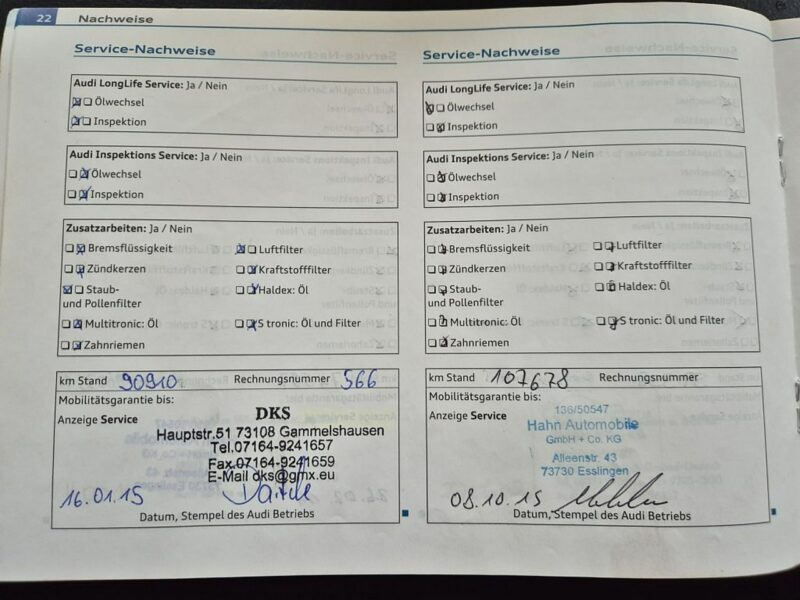 22 Nachweise
Service-Nachweise
Audi LongLife Service: Ja / Nein
Ölwechsel
Inspektion
Audi Inspektions Service: Ja / Nein
Ölwechsel
Inspektion
Zusatzarbeiten: Ja / Nein
Bremsflüssigkeit
Luftfilter
Zündkerzen
Kraftstofffilter
Staub-
und Pollenfilter
Haldex: Öl
Multitronic: Öl
S tronic: Öl und Filter
Zahnriemen
km Stand 90910 Rechnungsnummer 566
Mobilitätsgarantie bis:
Anzeige Service
DKS
Hauptstr.51 73108 Gammelshausen
Tel.07164-9241657
Fax.07164-9241659
E-Mail dks@gmx.eu
16.01.15
Datum, Stempel des Audi Betriebs
Service-Nachweise
Audi LongLife Service: Ja / Nein
Ölwechsel
Inspektion
Audi Inspektions Service: Ja / Nein
Ölwechsel
Inspektion
Zusatzarbeiten: Ja / Nein
Bremsflüssigkeit
Luftfilter
Zündkerzen
Kraftstofffilter
Staub-
und Pollenfilter
Haldex: Öl
Multitronic: Öl
S tronic: Öl und Filter
Zahnriemen
km Stand 107678 Rechnungsnummer
Mobilitätsgarantie bis:
Anzeige Service
136/50547
Hahn Automobile
GmbH + Co. KG
Alleenstr. 43
73730 Esslingen
08.10.15
Datum, Stempel des Audi Betriebs